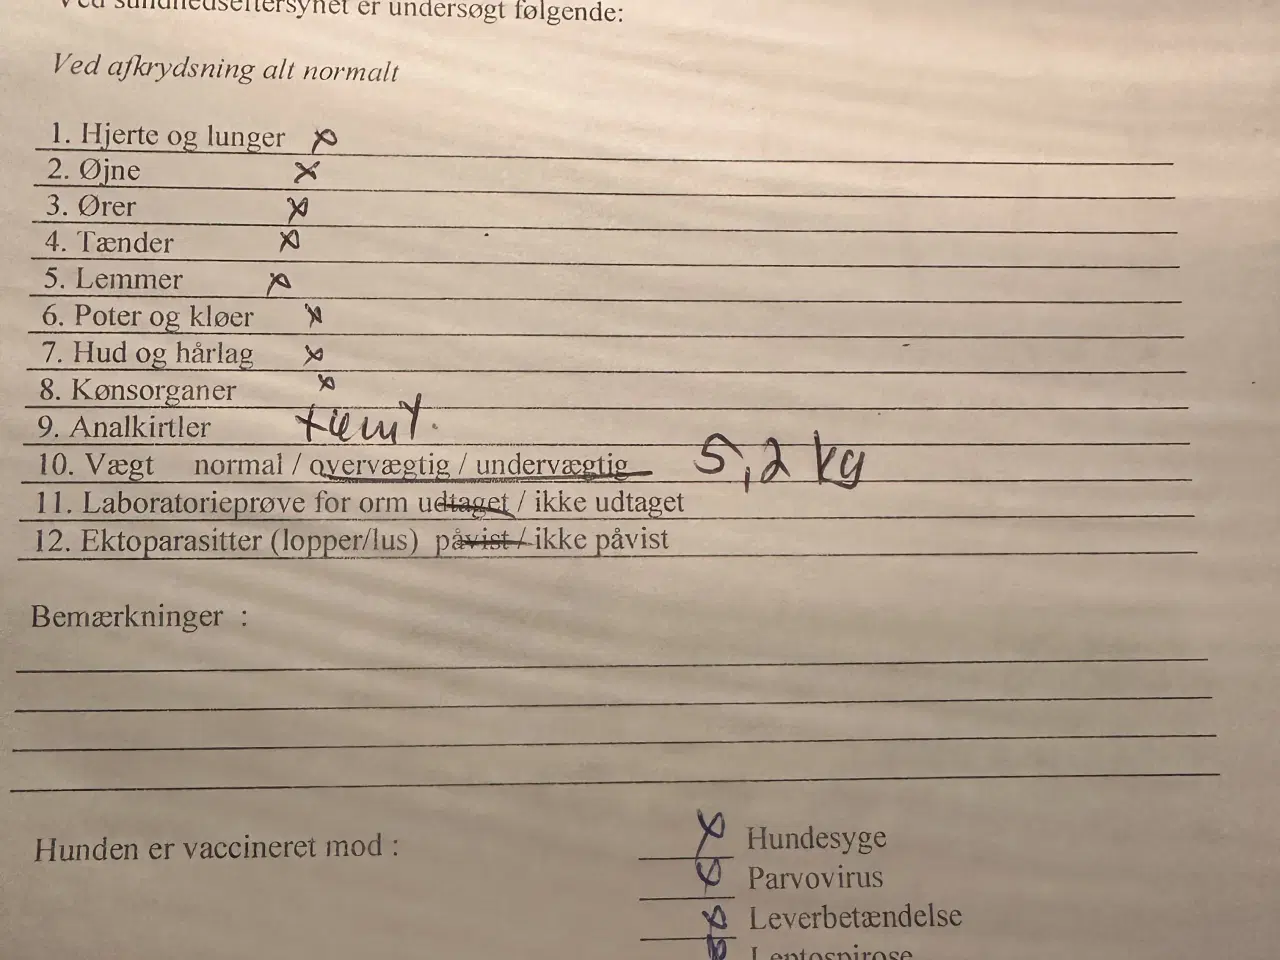 Ved sundhedseftersynet er undersøgt følgende:
Ved afkrydsning alt normalt
1. Hjerte og lunger x
2. Øjne x
3. Ører x
4. Tænder x
5. Lemmer x
6. Poter og kløer x
7. Hud og hårlag x
8. Kønsorganer x
9. Analkirtler tømt.
10. Vægt normal / overvægtig / undervægtig 5,2 kg
11. Laboratorieprøve for orm udtaget / ikke udtaget
12. Ektoparasitter (lopper/lus) påvist / ikke påvist
Bemærkninger :
Hunden er vaccineret mod : x Hundesyge
x Parvovirus
x Leverbetændelse
x Leptospirose